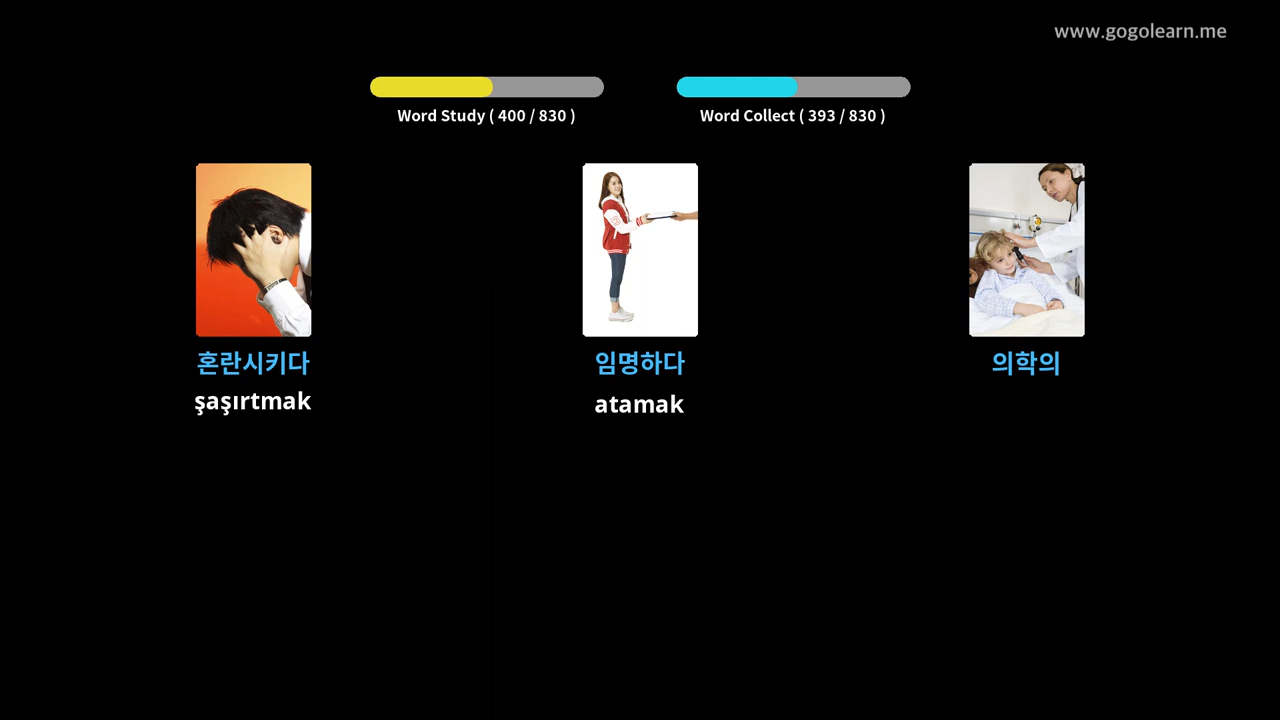 www.gogolearn.me
Word Study ( 400 / 830 )
Word Collect ( 393 / 830 )
혼란시키다
임명하다
의학의
şaşırtmak
atamak